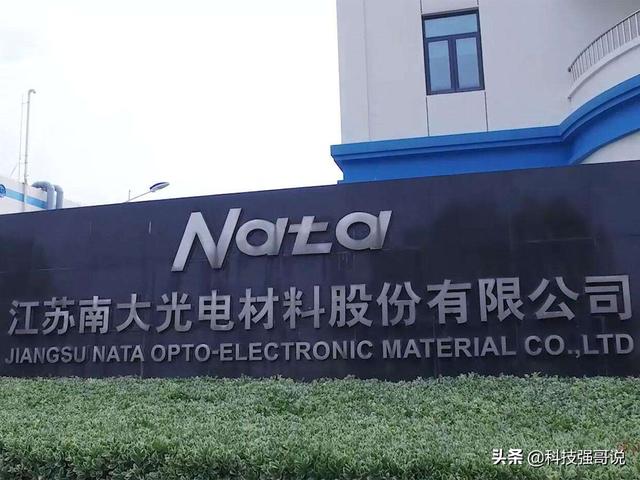 Nata
江苏南大光电材料股份有限公司
JIANGSU NATA OPTO-ELECTRONIC MATERIAL CO.,LTD
头条 @科技强哥说